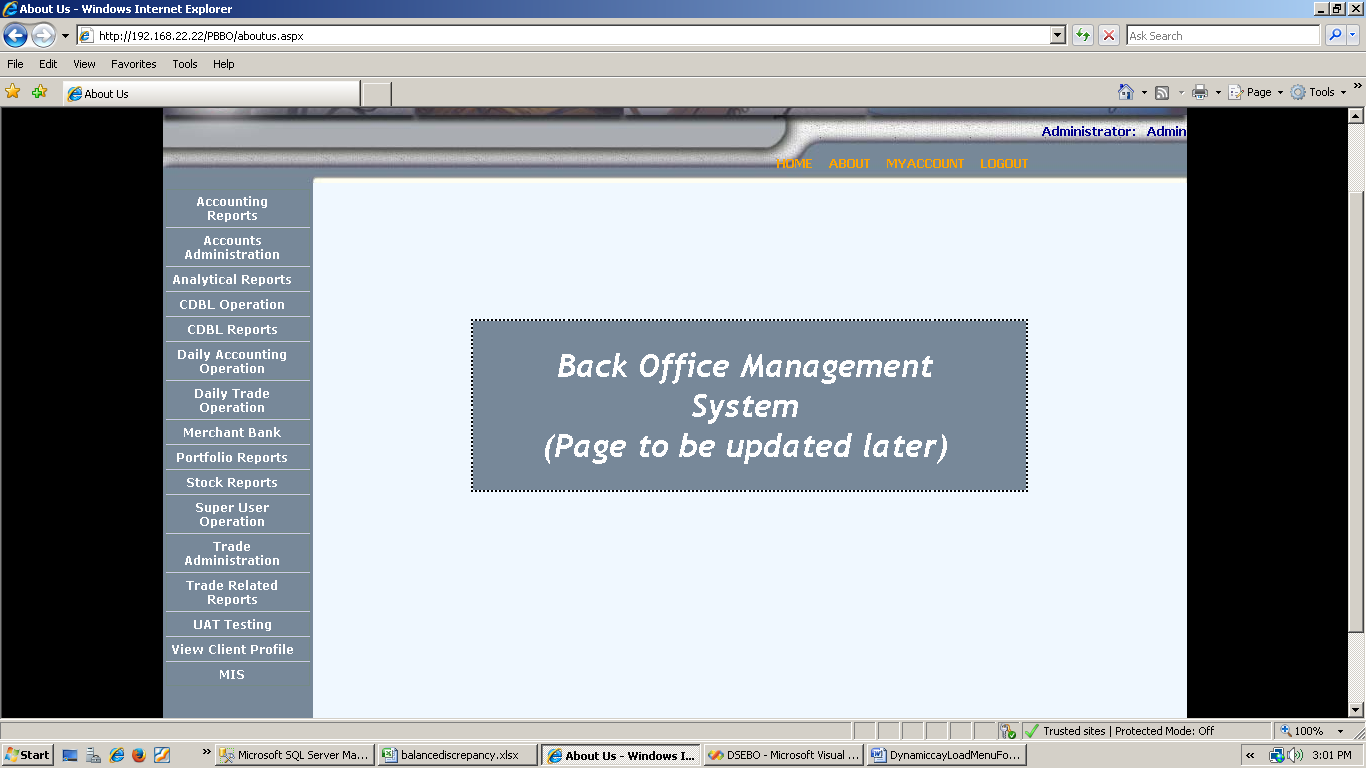 About Us - Windows Internet Explorer
http://192.168.22.22/PBBO/aboutus.aspx
Ask Search
File Edit View Favorites Tools Help
About Us
Page Tools
Administrator: Admin
HOME ABOUT MYACCOUNT LOGOUT
Accounting
Reports
Accounts
Administration
Analytical Reports
CDBL Operation
CDBL Reports
Daily Accounting
Operation
Daily Trade
Operation
Merchant Bank
Portfolio Reports
Stock Reports
Super User
Operation
Trade
Administration
Trade Related
Reports
UAT Testing
View Client Profile
MIS
Back Office Management
System
(Page to be updated later)
Trusted sites | Protected Mode: Off
100%
Start
Microsoft SQL Server Ma...
balancediscrepancy.xlsx
About Us - Windows I...
DSEBO - Microsoft Visual ...
DynamiccayLoadMenuFo...
3:01 PM